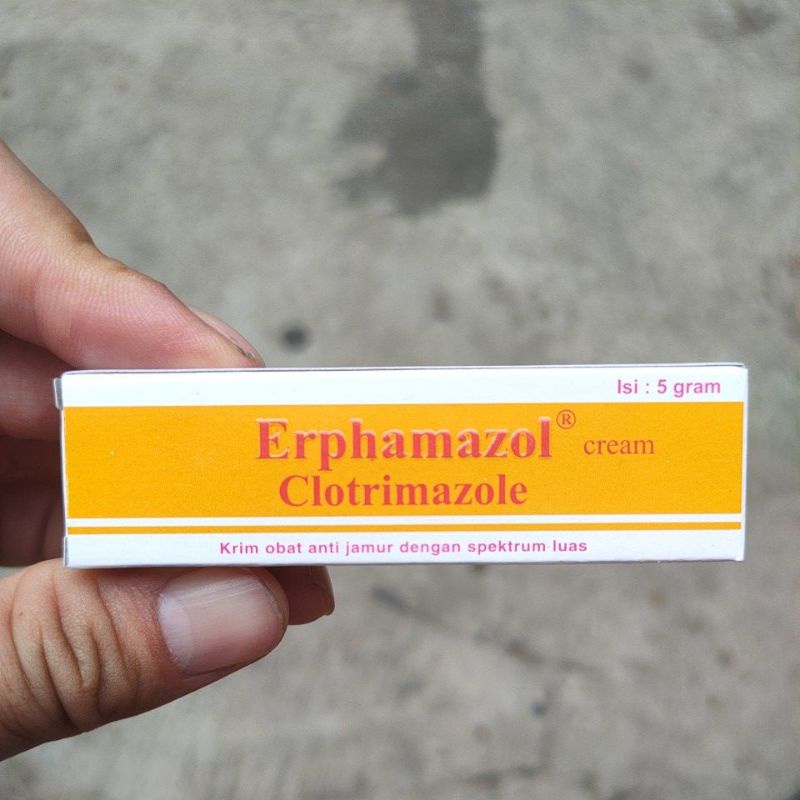 Isi : 5 gram
Erphamazol® cream
Clotrimazole
Krim obat anti jamur dengan spektrum luas